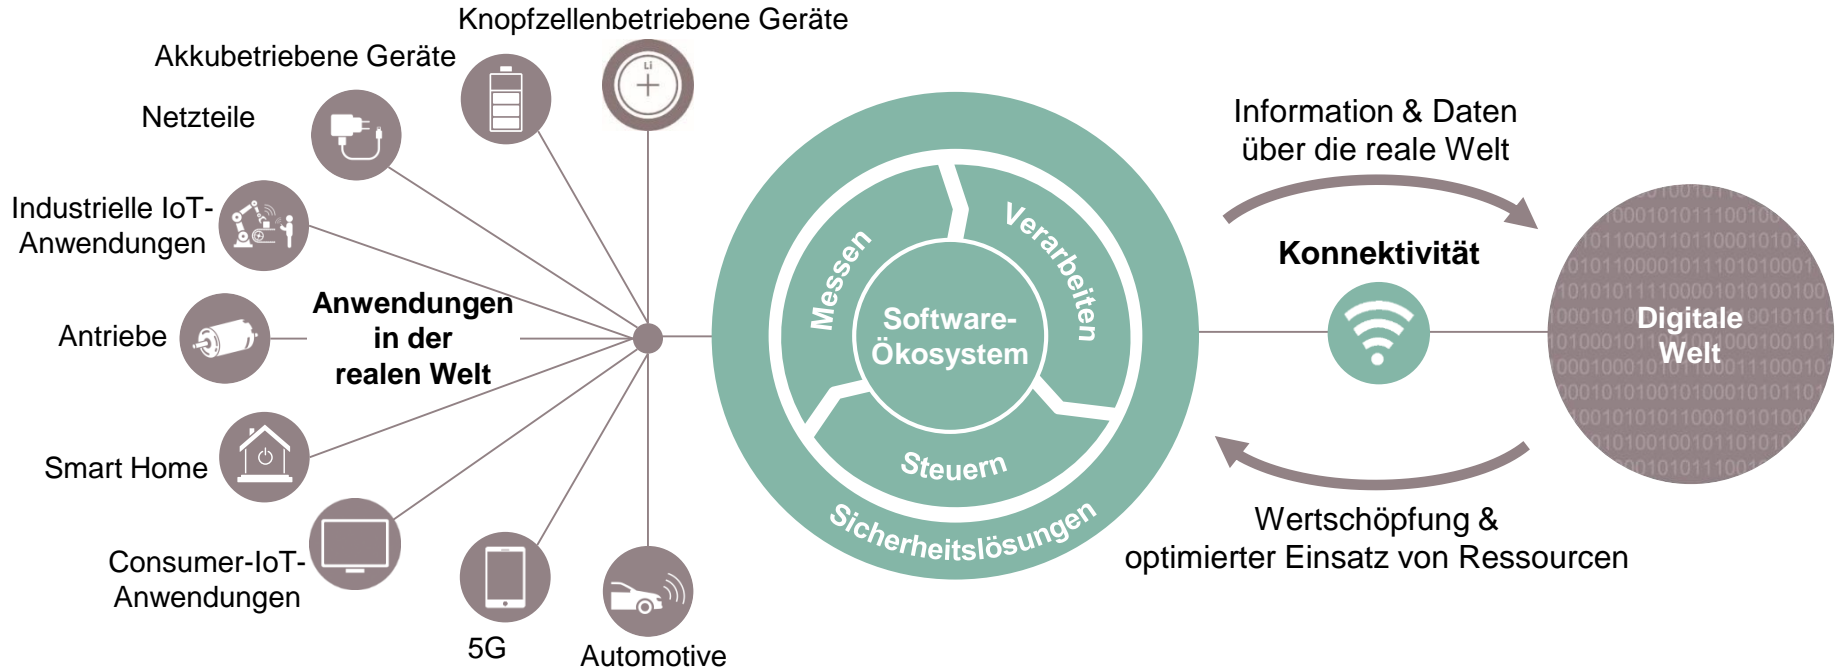 Knopfzellenbetriebene Geräte
Akkubetriebene Geräte
Netzteile
Industrielle IoT-
Anwendungen
Antriebe
Smart Home
Consumer-IoT-
Anwendungen
5G
Automotive
Li
Anwendungen
in der
realen Welt
Messen
Verarbeiten
Steuern
Software-
Ökosystem
Sicherheitslösungen
Information & Daten
über die reale Welt
Konnektivität
Wertschöpfung &
optimierter Einsatz von Ressourcen
Digitale
Welt